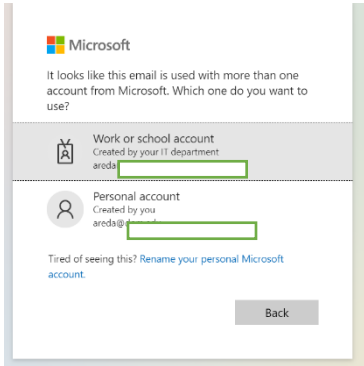 Microsoft
It looks like this email is used with more than one
account from Microsoft. Which one do you want to
use?
Work or school account
Created by your IT department
areda
Personal account
Created by you
areda@
Tired of seeing this? Rename your personal Microsoft
account.
Back